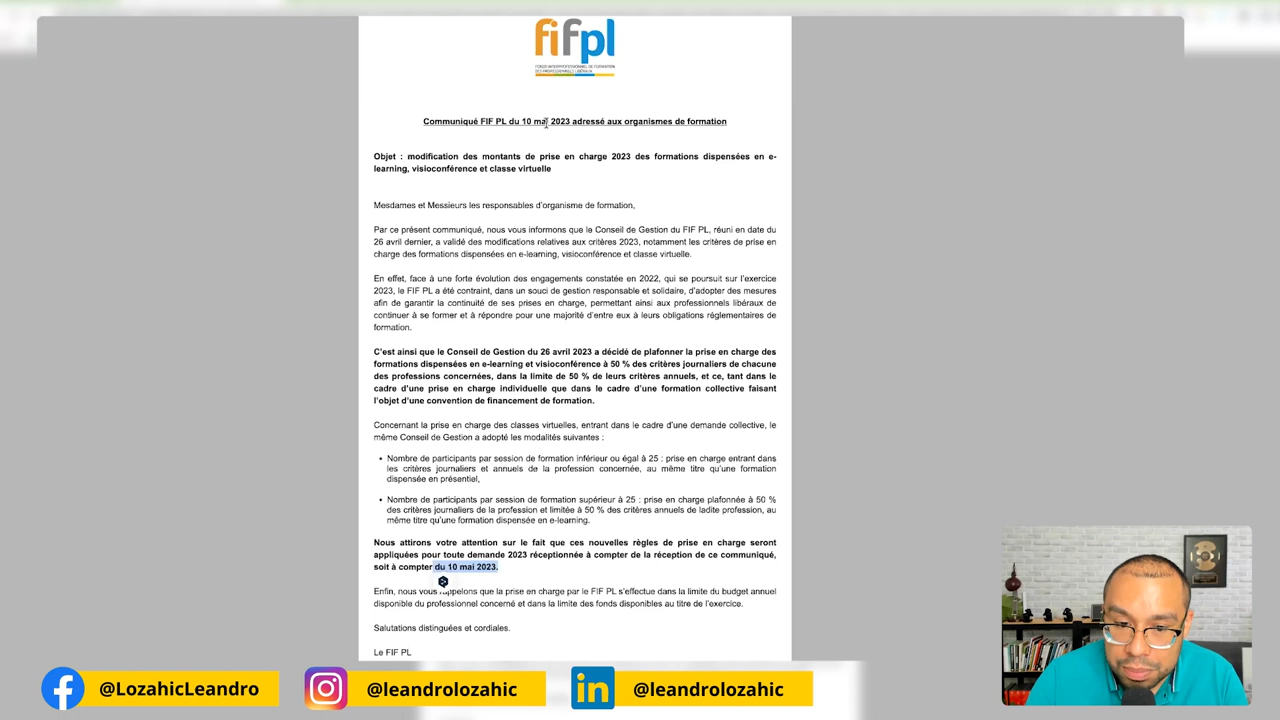 fifpl
FONDS INTERPROFESSIONNEL DE FORMATION
DES PROFESSIONNELS LIBÉRAUX
Communiqué FIF PL du 10 mai 2023 adressé aux organismes de formation
Objet : modification des montants de prise en charge 2023 des formations dispensées en e-
learning, visioconférence et classe virtuelle
Mesdames et Messieurs les responsables d'organisme de formation,
Par ce présent communiqué, nous vous informons que le Conseil de Gestion du FIF PL, réuni en date du
26 avril dernier, a validé des modifications relatives aux critères 2023, notamment les critères de prise en
charge des formations dispensées en e-learning, visioconférence et classe virtuelle.
En effet, face à une forte évolution des engagements constatée en 2022, qui se poursuit sur l'exercice
2023, le FIF PL a été contraint, dans un souci de gestion responsable et solidaire, d'adopter des mesures
afin de garantir la continuité de ses prises en charge, permettant ainsi aux professionnels libéraux de
continuer à se former et à répondre pour une majorité d'entre eux à leurs obligations réglementaires de
formation.
C'est ainsi que le Conseil de Gestion du 26 avril 2023 a décidé de plafonner la prise en charge des
formations dispensées en e-learning et visioconférence à 50 % des critères journaliers de chacune
des professions concernées, dans la limite de 50 % de leurs critères annuels, et ce, tant dans le
cadre d'une prise en charge individuelle que dans le cadre d'une formation collective faisant
l'objet d'une convention de financement de formation.
Concernant la prise en charge des classes virtuelles, entrant dans le cadre d'une demande collective, le
même Conseil de Gestion a adopté les modalités suivantes :
• Nombre de participants par session de formation inférieur ou égal à 25 : prise en charge entrant dans
les critères journaliers et annuels de la profession concernée, au même titre qu'une formation
dispensée en présentiel,
• Nombre de participants par session de formation supérieur à 25 : prise en charge plafonnée à 50 %
des critères journaliers de la profession et limitée à 50 % des critères annuels de ladite profession, au
même titre qu'une formation dispensée en e-learning.
Nous attirons votre attention sur le fait que ces nouvelles règles de prise en charge seront
appliquées pour toute demande 2023 réceptionnée à compter de la réception de ce communiqué,
soit à compter du 10 mai 2023.
Enfin, nous vous rappelons que la prise en charge par le FIF PL s'effectue dans la limite du budget annuel
disponible du professionnel concerné et dans la limite des fonds disponibles au titre de l'exercice.
Salutations distinguées et cordiales.
Le FIF PL
@LozahicLeandro
@leandrolozahic
in
@leandrolozahic